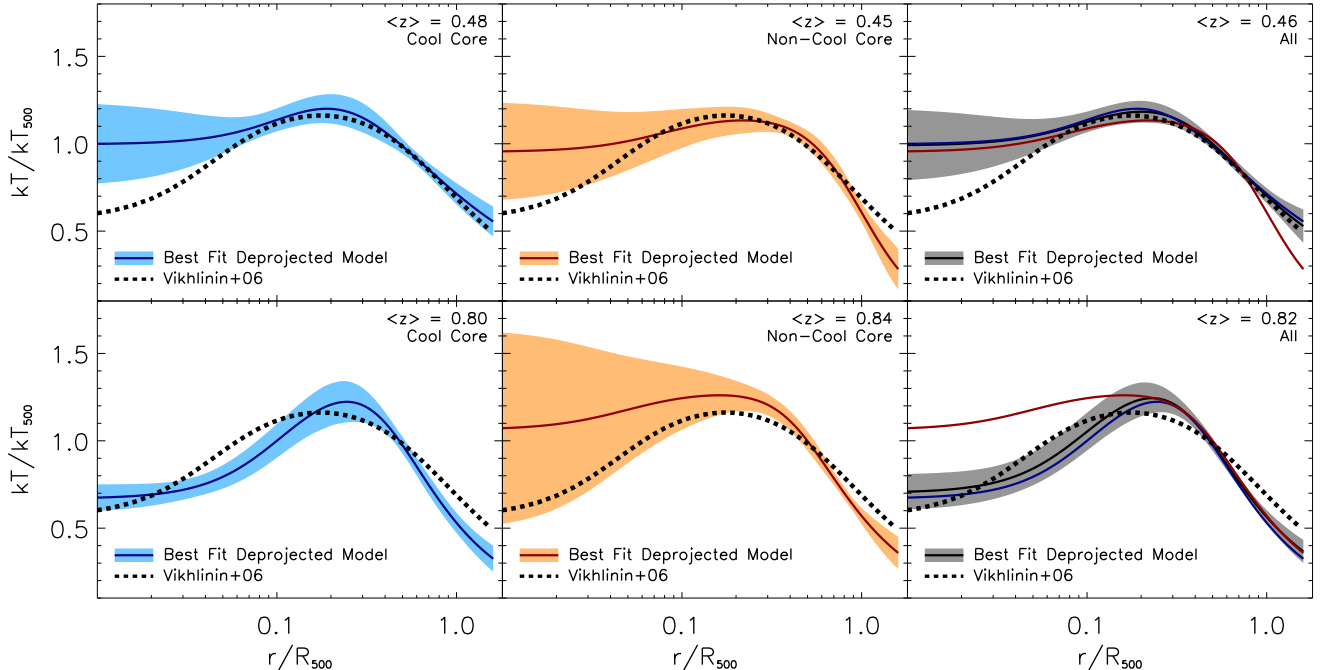 <z> = 0.48
Cool Core
<z> = 0.45
Non-Cool Core
<z> = 0.46
All
1.5
1.0
0.5
kT/kT500
Best Fit Deprojected Model
Vikhlinin+06
Best Fit Deprojected Model
Vikhlinin+06
Best Fit Deprojected Model
Vikhlinin+06
<z> = 0.80
Cool Core
<z> = 0.84
Non-Cool Core
<z> = 0.82
All
1.5
1.0
0.5
kT/kT500
Best Fit Deprojected Model
Vikhlinin+06
Best Fit Deprojected Model
Vikhlinin+06
Best Fit Deprojected Model
Vikhlinin+06
0.1 1.0
0.1 1.0
0.1 1.0
r/R500
r/R500
r/R500